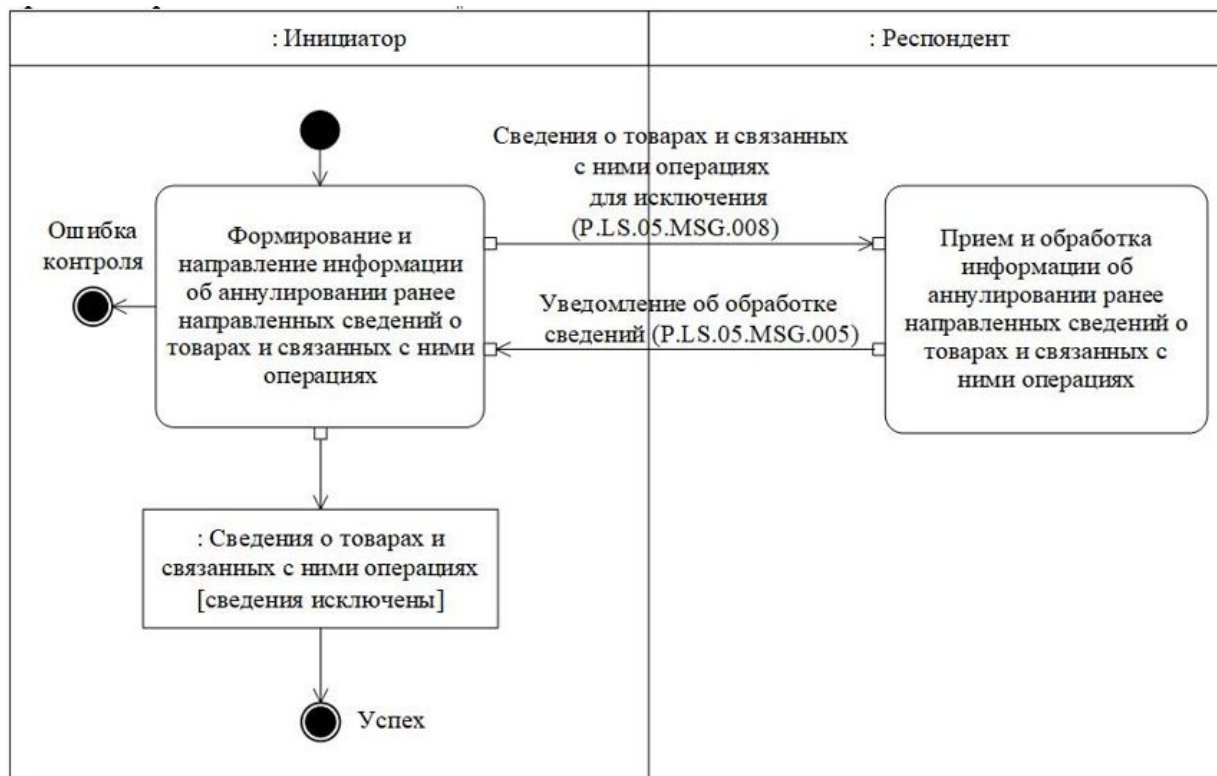 : Инициатор
: Респондент
Сведения о товарах и связанных
с ними операциях
для исключения
(P.LS.05.MSG.008)
Ошибка
контроля
Формирование и
направление информации
об аннулировании ранее
направленных сведений о
товарах и связанных с ними
операциях
Уведомление об обработке
сведений (P.LS.05.MSG.005)
Прием и обработка
информации об
аннулировании ранее
направленных сведений о
товарах и связанных с
ними операциях
: Сведения о товарах и
связанных с ними операциях
[сведения исключены]
Успех